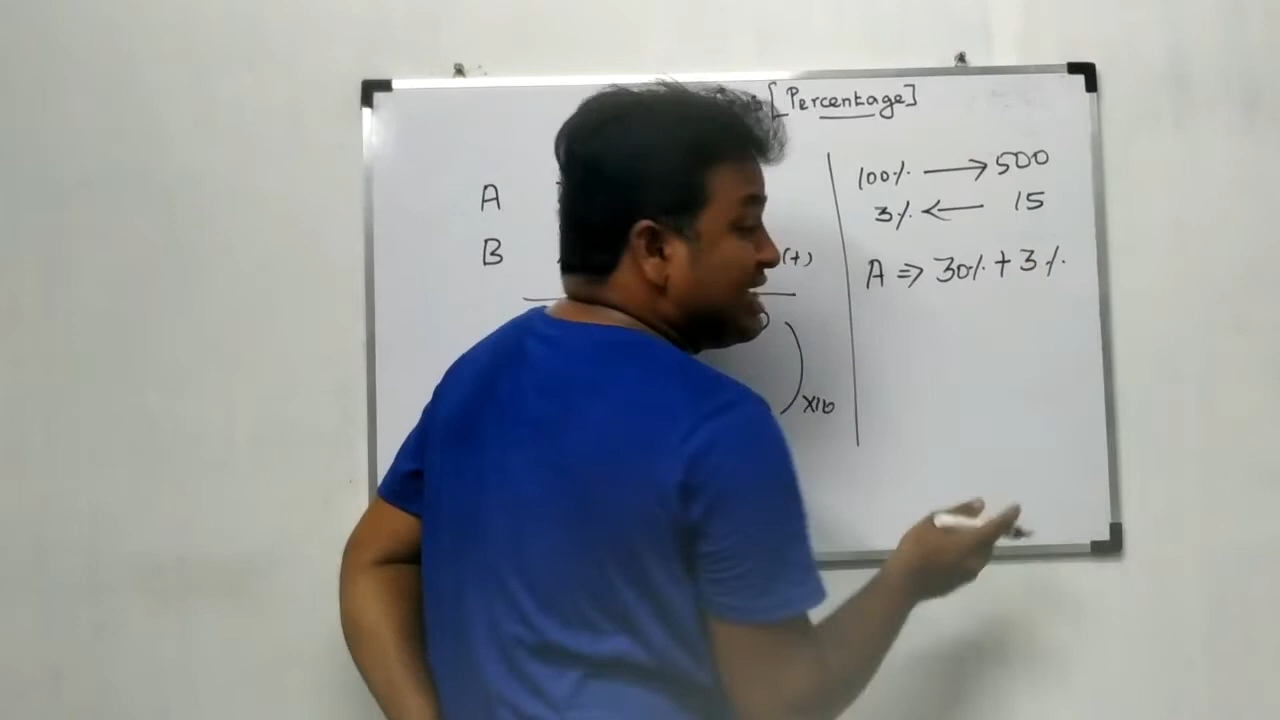 [Percentage]
A
B (+)
X10
100% → 500
3% ← 15
A ⇒ 30% + 3%